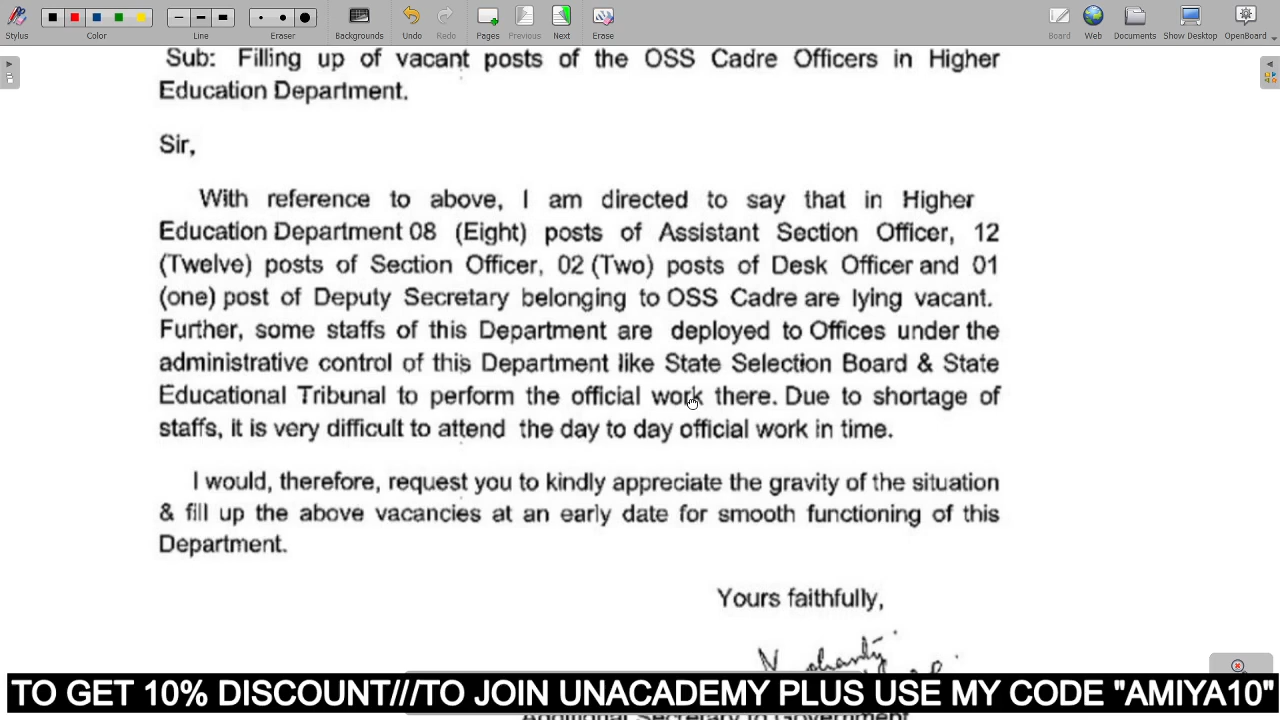 Stylus
Color
Line
Eraser
Backgrounds
Undo
Redo
Pages
Previous
Next
Erase
Board
Web
Documents
Show Desktop
OpenBoard
Sub: Filling up of vacant posts of the OSS Cadre Officers in Higher
Education Department.
Sir,
With reference to above, I am directed to say that in Higher
Education Department 08 (Eight) posts of Assistant Section Officer, 12
(Twelve) posts of Section Officer, 02 (Two) posts of Desk Officer and 01
(one) post of Deputy Secretary belonging to OSS Cadre are lying vacant.
Further, some staffs of this Department are deployed to Offices under the
administrative control of this Department like State Selection Board & State
Educational Tribunal to perform the official work there. Due to shortage of
staffs, it is very difficult to attend the day to day official work in time.
I would, therefore, request you to kindly appreciate the gravity of the situation
& fill up the above vacancies at an early date for smooth functioning of this
Department.
Yours faithfully,
TO GET 10% DISCOUNT///TO JOIN UNACADEMY PLUS USE MY CODE "AMIYA10"
Additional Secretary to Government